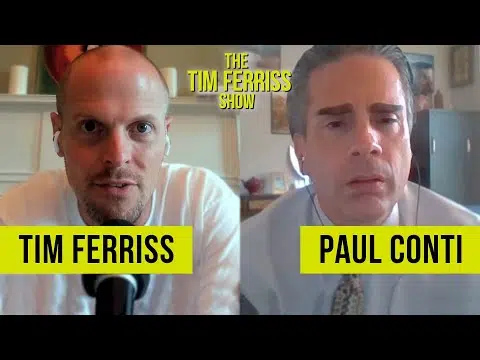 THE
TIM FERRISS
SHOW
TIM FERRISS
PAUL CONTI